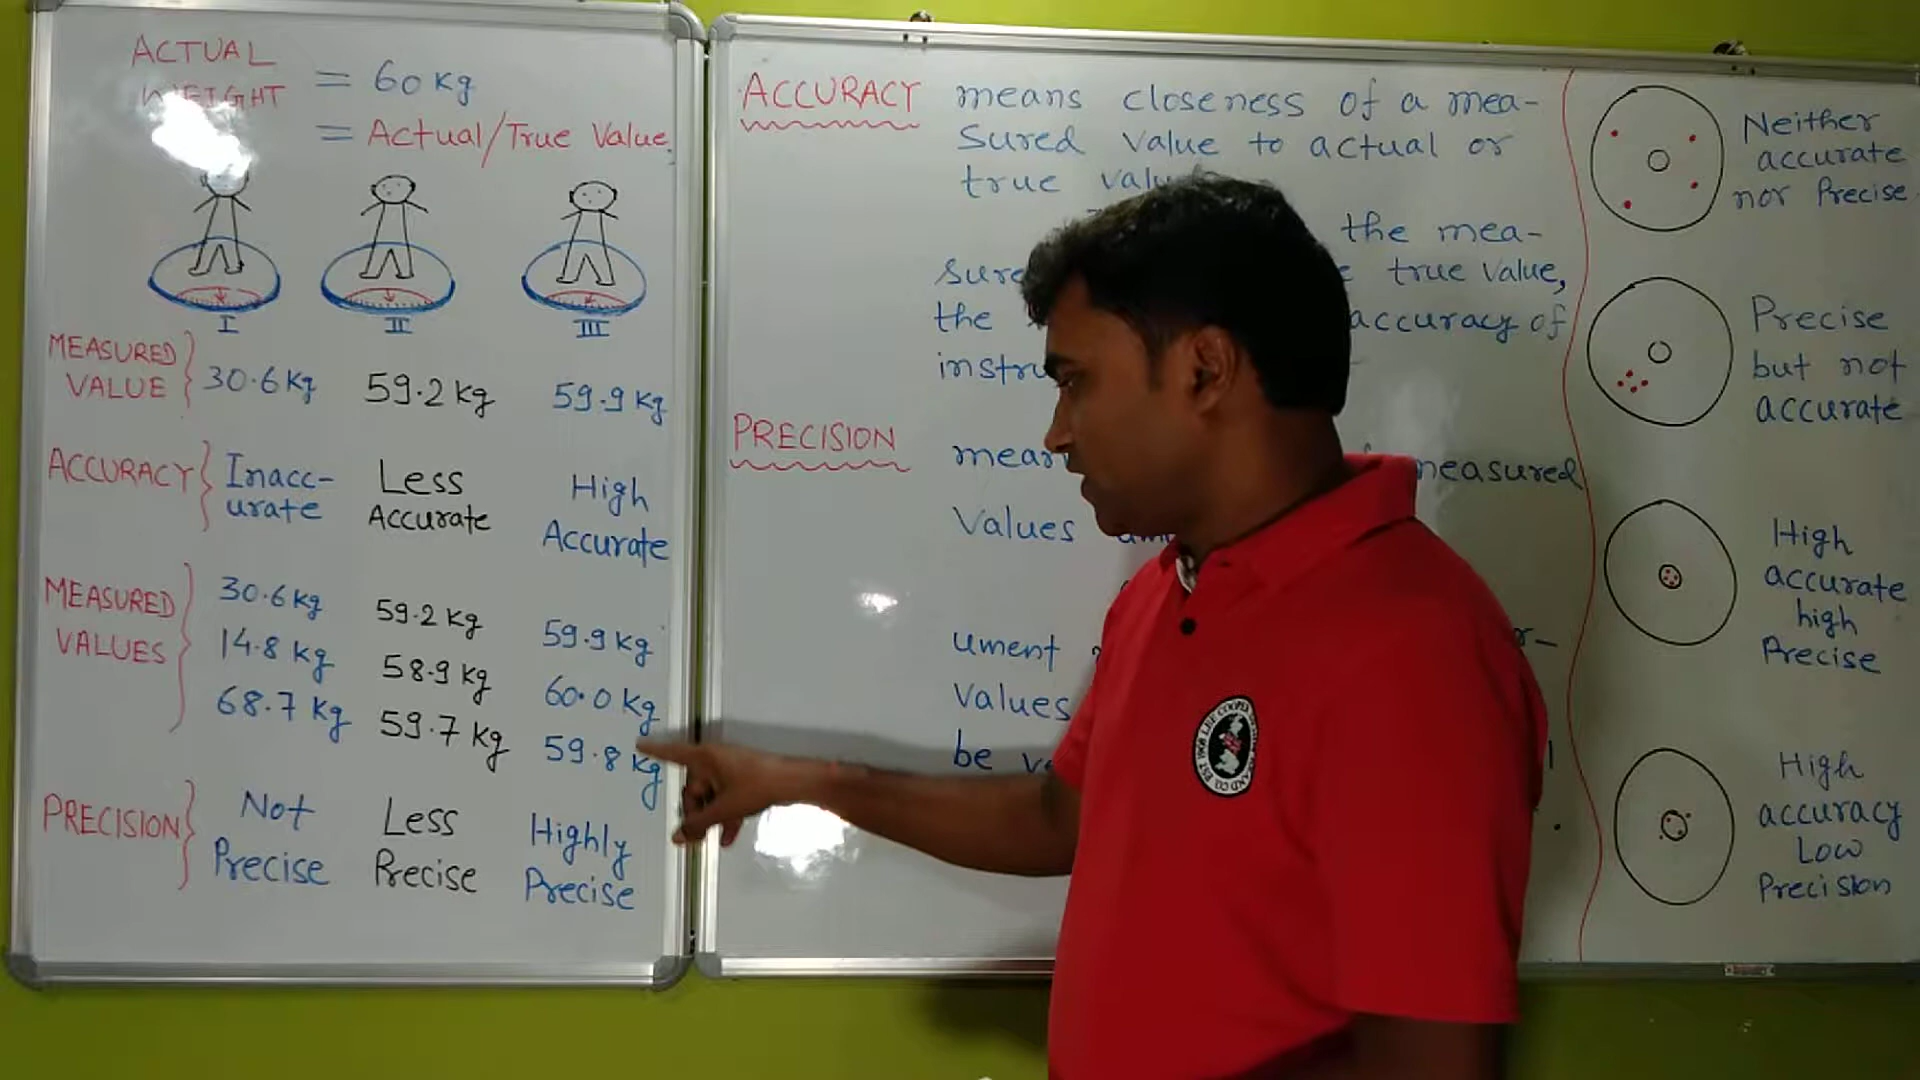 ACTUAL
WEIGHT = 60 kg
= Actual/True Value
I II III
MEASURED
VALUE 30.6 kg 59.2 kg 59.9 kg
ACCURACY Inacc-
urate
Less
Accurate
High
Accurate
MEASURED
VALUES
30.6 kg
14.8 kg
68.7 kg
59.2 kg
58.9 kg
59.7 kg
59.9 kg
60.0 kg
59.8 kg
PRECISION
Not
Precise
Less
Precise
Highly
Precise
ACCURACY means closeness of a mea-
sured value to actual or
true
the mea-
true value,
the accuracy of
PRECISION
measured
Values
ument
Values
be
Neither
accurate
nor Precise
Precise
but not
accurate
High
accurate
high
Precise
High
accuracy
Low
Precision
LEE COOPER